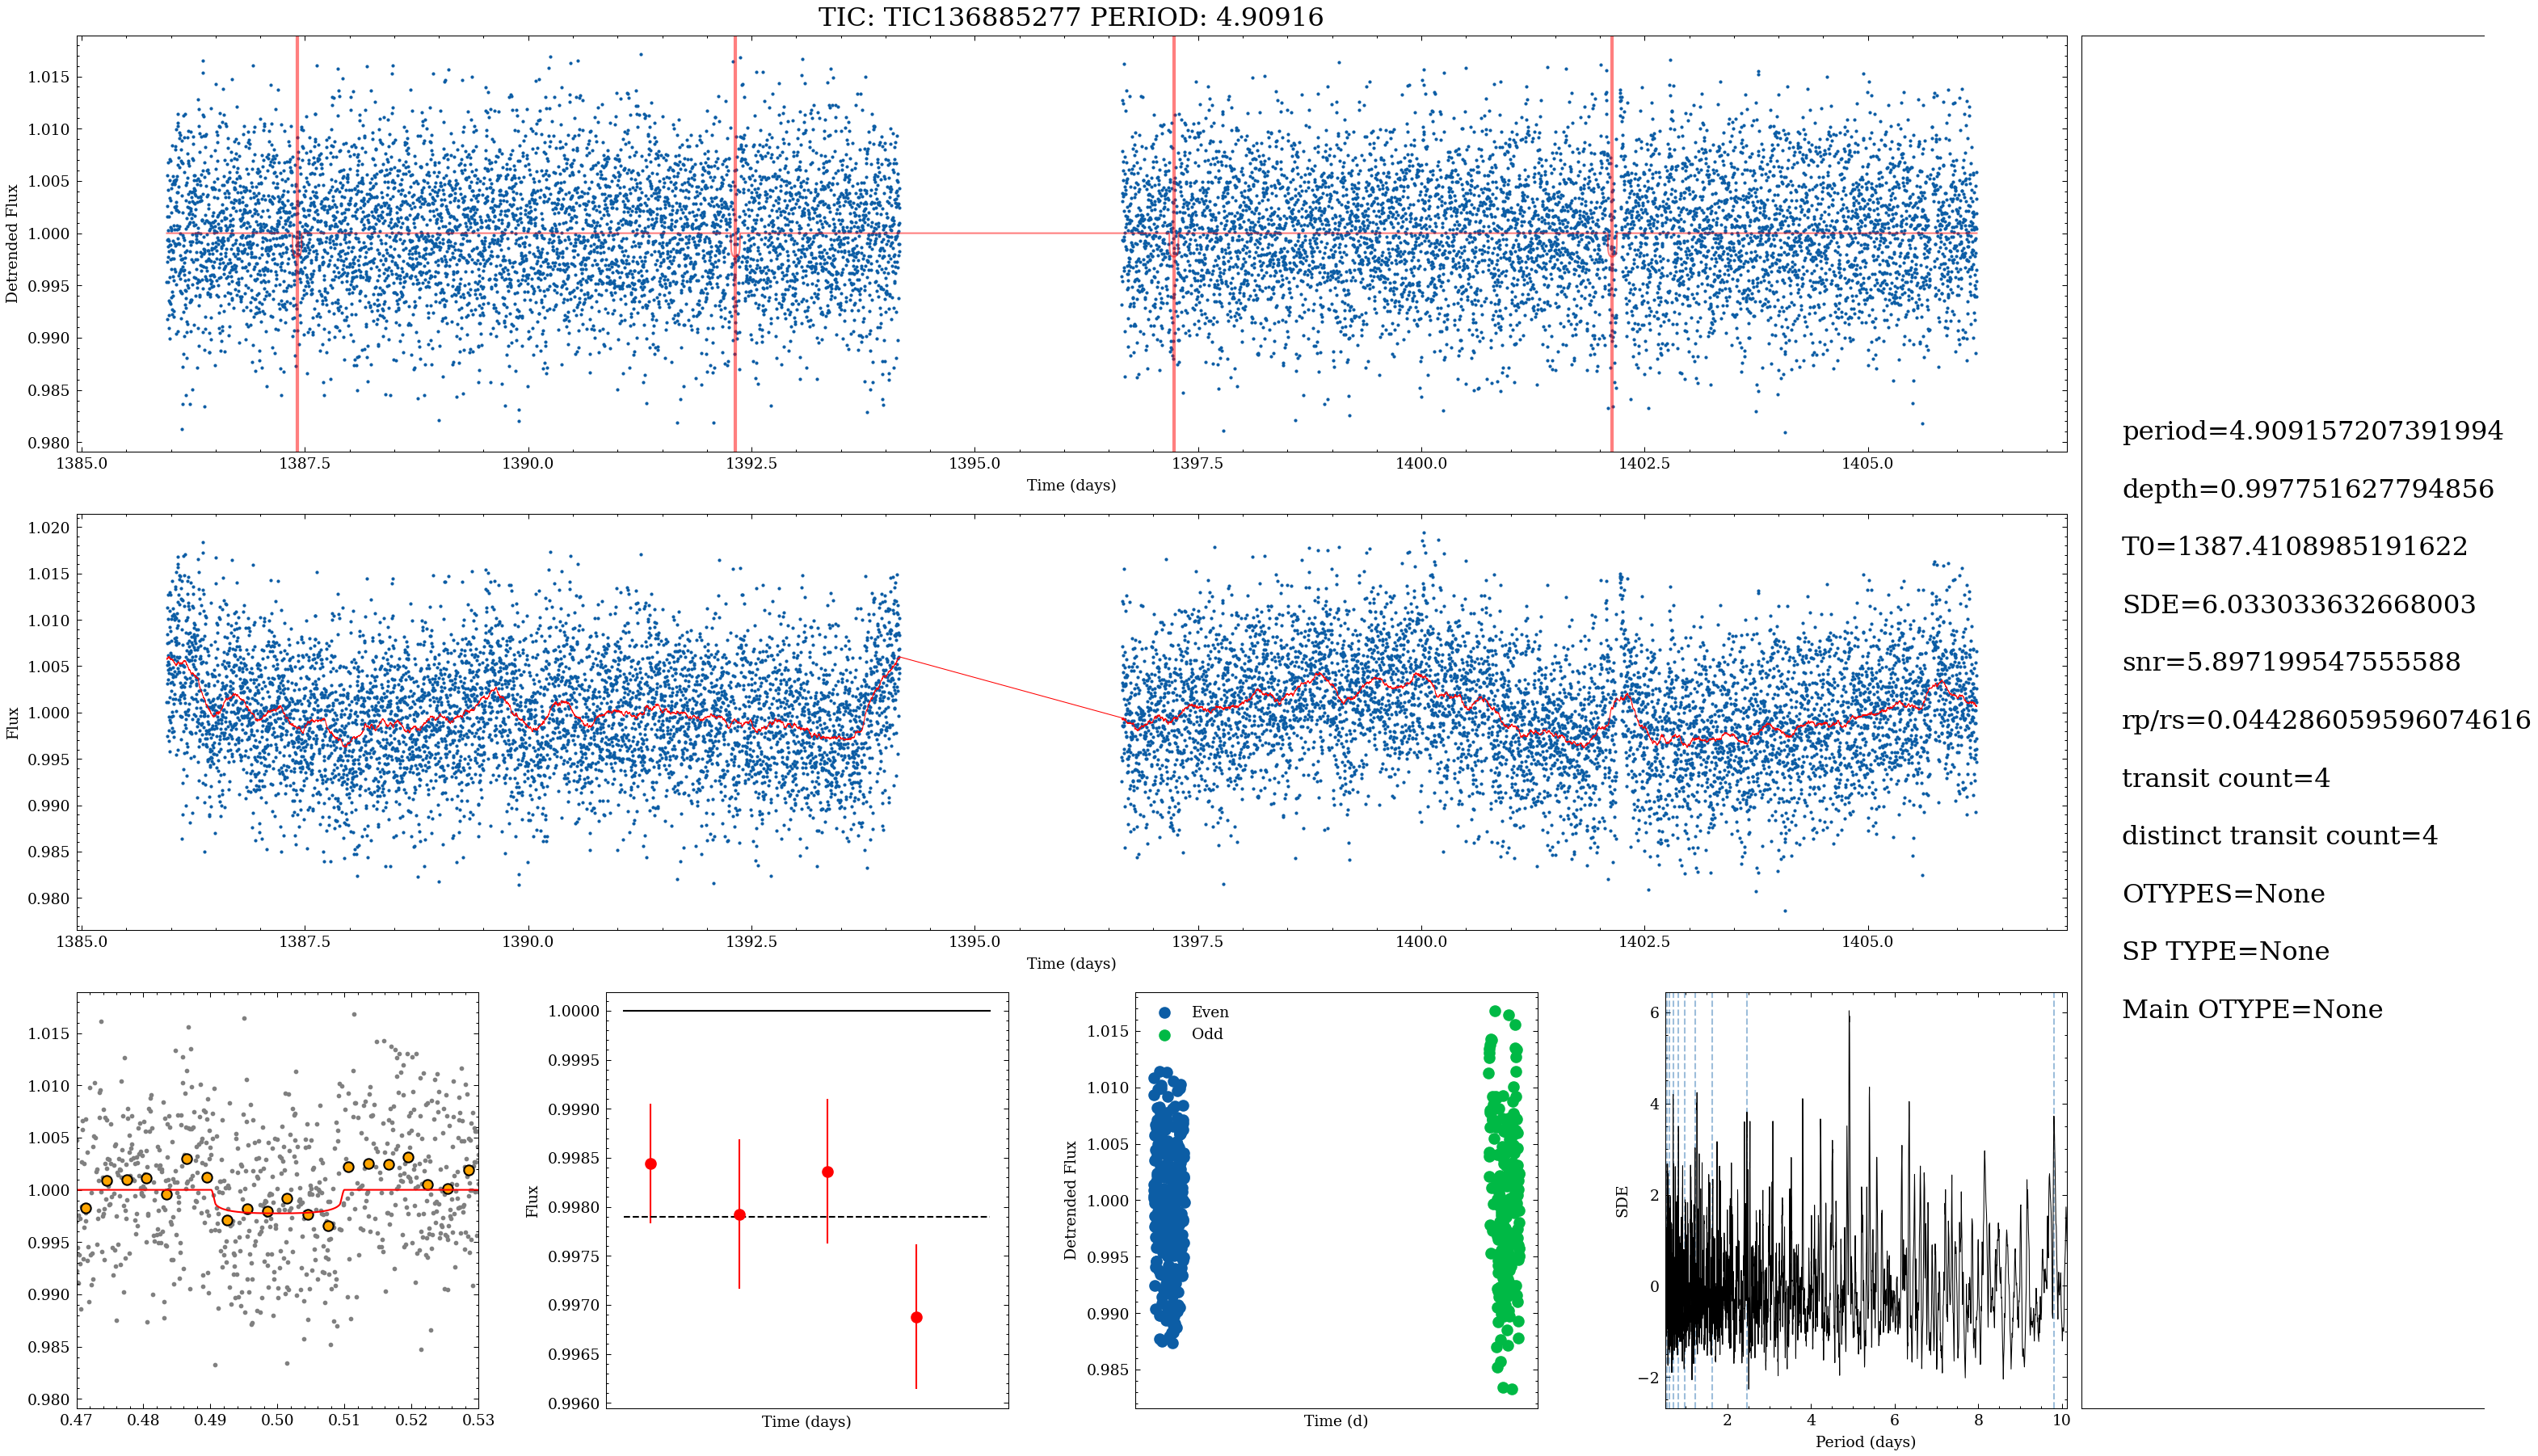 TIC: TIC136885277 PERIOD: 4.90916
Detrended Flux
1.015
1.010
1.005
1.000
0.995
0.990
0.985
0.980
1385.0 1387.5 1390.0 1392.5 1395.0 1397.5 1400.0 1402.5 1405.0
Time (days)
Flux
1.020
1.015
1.010
1.005
1.000
0.995
0.990
0.985
0.980
1385.0 1387.5 1390.0 1392.5 1395.0 1397.5 1400.0 1402.5 1405.0
Time (days)
1.015
1.010
1.005
1.000
0.995
0.990
0.985
0.980
0.47 0.48 0.49 0.50 0.51 0.52 0.53
Flux
1.0000
0.9995
0.9990
0.9985
0.9980
0.9975
0.9970
0.9965
0.9960
Time (days)
Detrended Flux
1.015
1.010
1.005
1.000
0.995
0.990
0.985
Even
Odd
Time (d)
SDE
6
4
2
0
−2
2 4 6 8 10
Period (days)
period=4.909157207391994
depth=0.997751627794856
T0=1387.4108985191622
SDE=6.033033632668003
snr=5.897199547555588
rp/rs=0.044286059596074616
transit count=4
distinct transit count=4
OTYPES=None
SP TYPE=None
Main OTYPE=None